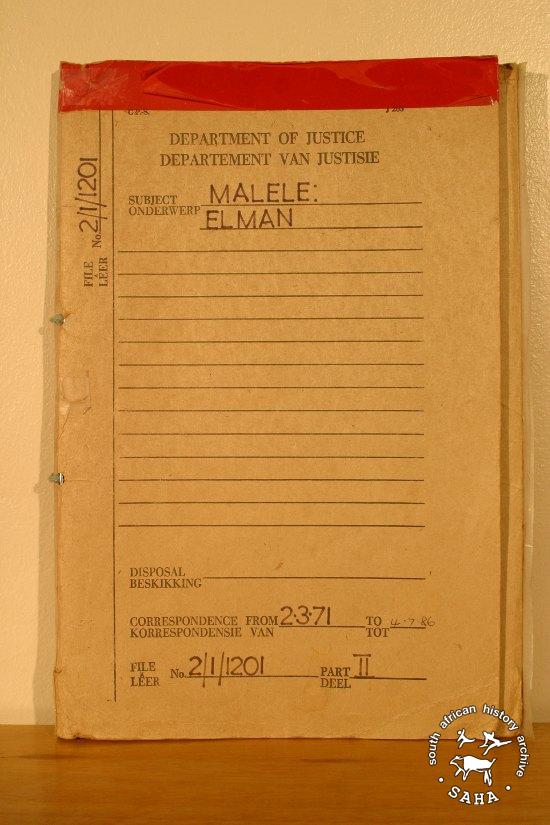 G.P.-S.
J 283
DEPARTMENT OF JUSTICE
DEPARTEMENT VAN JUSTISIE
SUBJECT MALELE:
ONDERWERP ELMAN
FILE No. 2/1/1201
LÊER
DISPOSAL
BESKIKKING
CORRESPONDENCE FROM 2·3·71 TO 4.7.86
KORRESPONDENSIE VAN TOT
FILE No. 2/1/1201 PART II
LÊER DEEL
south african history archive
· SAHA ·